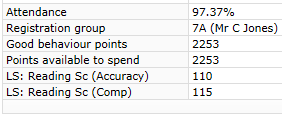 Attendance 97.37%
Registration group 7A (Mr C Jones)
Good behaviour points 2253
Points available to spend 2253
LS: Reading Sc (Accuracy) 110
LS: Reading Sc (Comp) 115